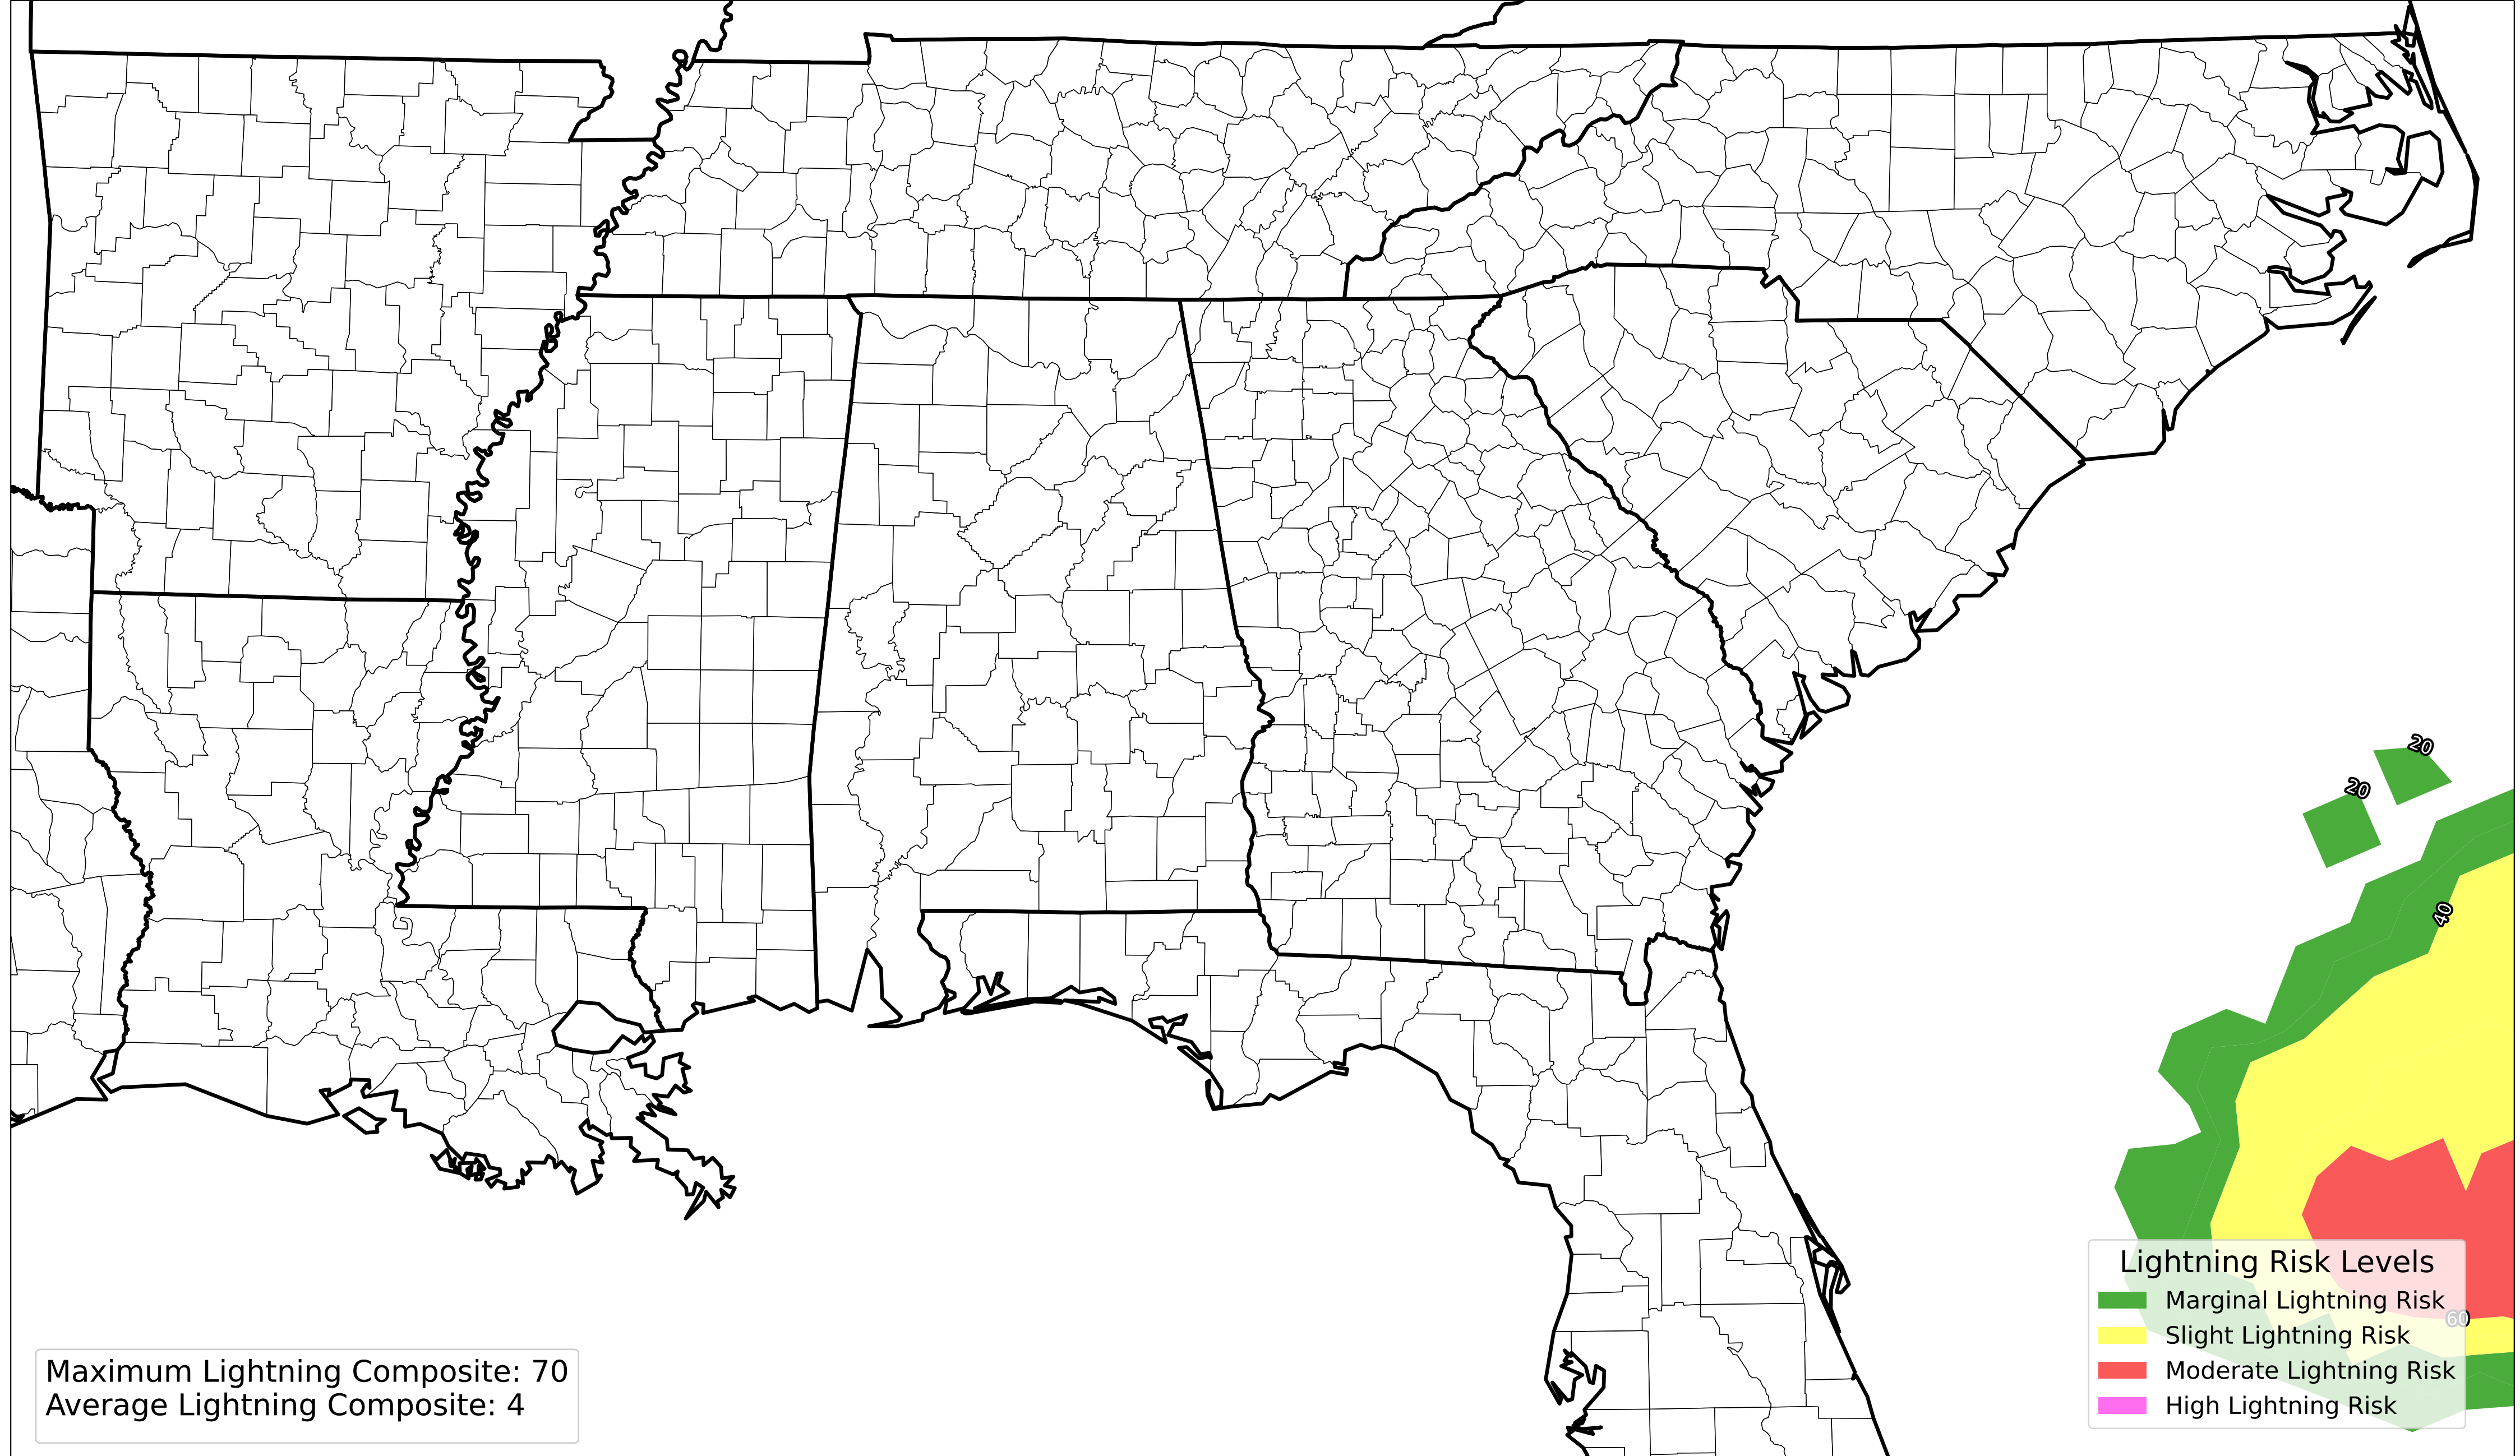 20
20
40
Lightning Risk Levels
Marginal Lightning Risk
60
Slight Lightning Risk
Moderate Lightning Risk
High Lightning Risk
Maximum Lightning Composite: 70
Average Lightning Composite: 4